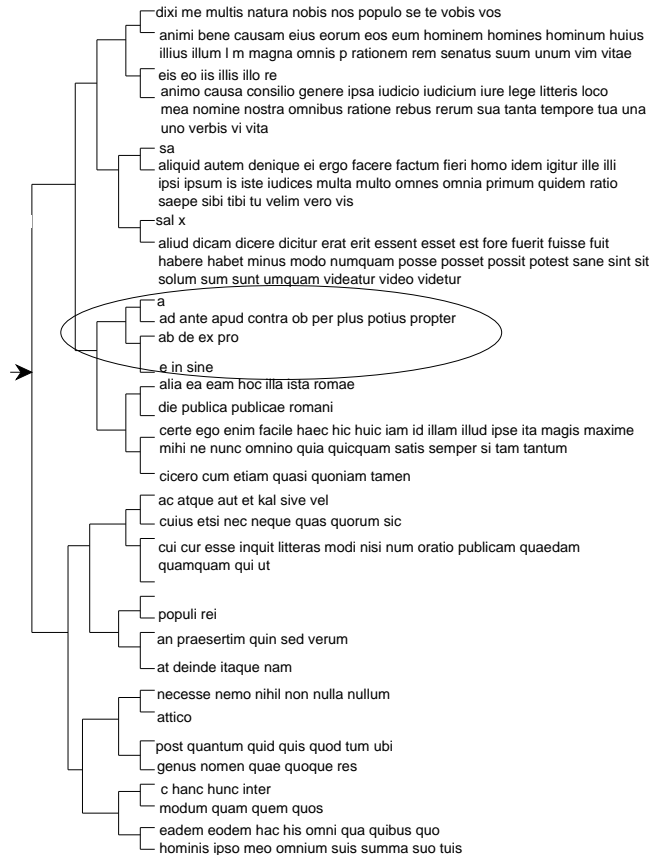 dixi me multis natura nobis nos populo se te vobis vos
animi bene causam eius eorum eos eum hominem homines hominum huius
illius illum l m magna omnis p rationem rem senatus suum unum vim vitae
eis eo iis illis illo re
animo causa consilio genere ipsa iudicio iudicium iure lege litteris loco
mea nomine nostra omnibus ratione rebus rerum sua tanta tempore tua una
uno verbis vi vita
sa
aliquid autem denique ei ergo facere factum fieri homo idem igitur ille illi
ipsi ipsum is iste iudices multa multo omnes omnia primum quidem ratio
saepe sibi tibi tu velim vero vis
sal x
aliud dicam dicere dicitur erat erit essent esset est fore fuerit fuisse fuit
habere habet minus modo numquam posse posset possit potest sane sint sit
solum sum sunt umquam videatur video videtur
a
ad ante apud contra ob per plus potius propter
ab de ex pro
e in sine
alia ea eam hoc illa ista romae
die publica publicae romani
certe ego enim facile haec hic huic iam id illam illud ipse ita magis maxime
mihi ne nunc omnino quia quicquam satis semper si tam tantum
cicero cum etiam quasi quoniam tamen
ac atque aut et kal sive vel
cuius etsi nec neque quas quorum sic
cui cur esse inquit litteras modi nisi num oratio publicam quaedam
quamquam qui ut
populi rei
an praesertim quin sed verum
at deinde itaque nam
necesse nemo nihil non nulla nullum
attico
post quantum quid quis quod tum ubi
genus nomen quae quoque res
c hanc hunc inter
modum quam quem quos
eadem eodem hac his omni qua quibus quo
hominis ipso meo omnium suis summa suo tuis